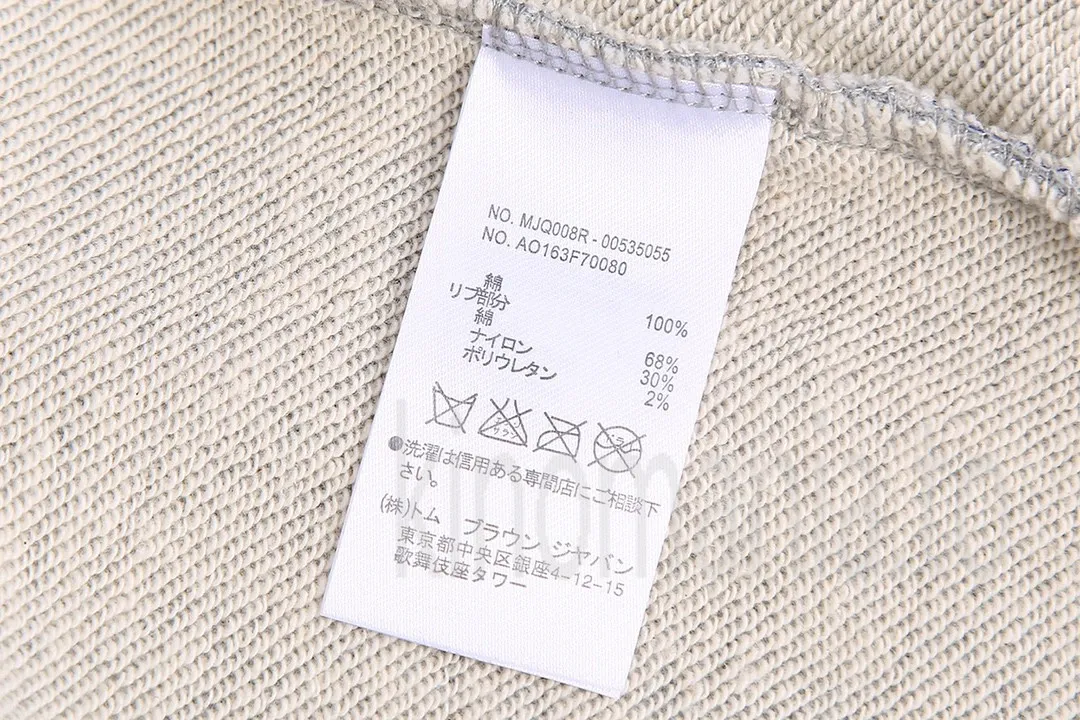 NO. MJQ008R - 00535055
NO. AO163F70080
綿 100%
リブ部分
綿 68%
ナイロン 30%
ポリウレタン 2%
●洗濯は信用ある専門店にご相談下
さい。
(株)トム ブラウン ジャパン
東京都中央区銀座4-12-15
歌舞伎座タワー